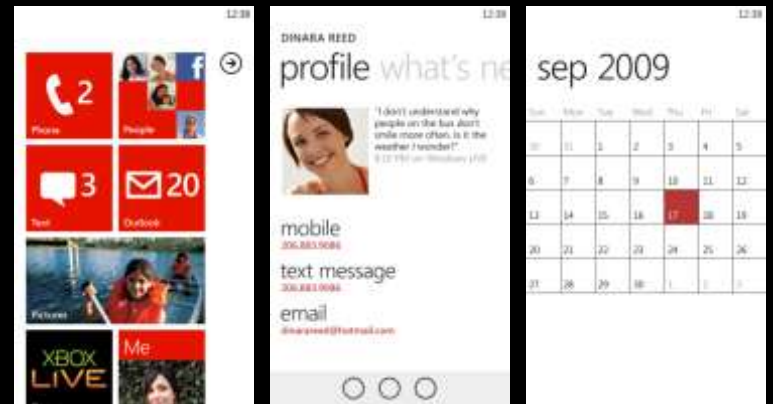 12:38
2
Phone
f
People
3
Text
20
Outlook
Pictures
XBOX
LIVE
Me
12:38
DINARA REED
profile what's ne
"I don't understand why
people on the bus don't
smile more often. Is it the
weather I wonder?"
mobile
206.883.9086
text message
206.883.9086
email
dinarareed@hotmail.com
12:38
sep 2009
Sun Mon Tue Wed Thu Fri Sat
30 31 1 2 3 4 5
6 7 8 9 10 11 12
13 14 15 16 17 18 19
20 21 22 23 24 25 26
27 28 29 30 1 2 3